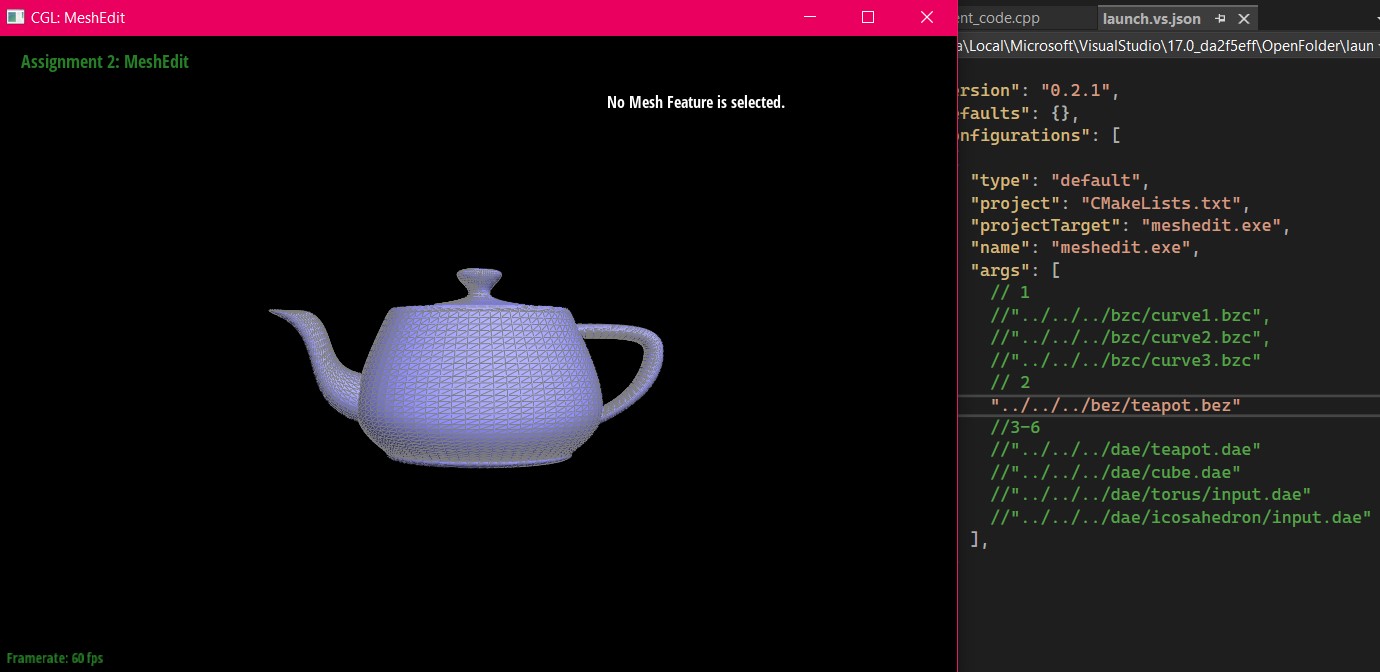 CGL: MeshEdit
Assignment 2: MeshEdit
No Mesh Feature is selected.
Framerate: 60 fps
ent_code.cpp
launch.vs.json
a\Local\Microsoft\VisualStudio\17.0_da2f5eff\OpenFolder\laun
ersion": "0.2.1",
efaults": {},
onfigurations": [
"type": "default",
"project": "CMakeLists.txt",
"projectTarget": "meshedit.exe",
"name": "meshedit.exe",
"args": [
// 1
//"../../../bzc/curve1.bzc",
//"../../../bzc/curve2.bzc",
//"../../../bzc/curve3.bzc"
// 2
"../../../bez/teapot.bez"
//3-6
//"../../../dae/teapot.dae"
//"../../../dae/cube.dae"
//"../../../dae/torus/input.dae"
//"../../../dae/icosahedron/input.dae"
],